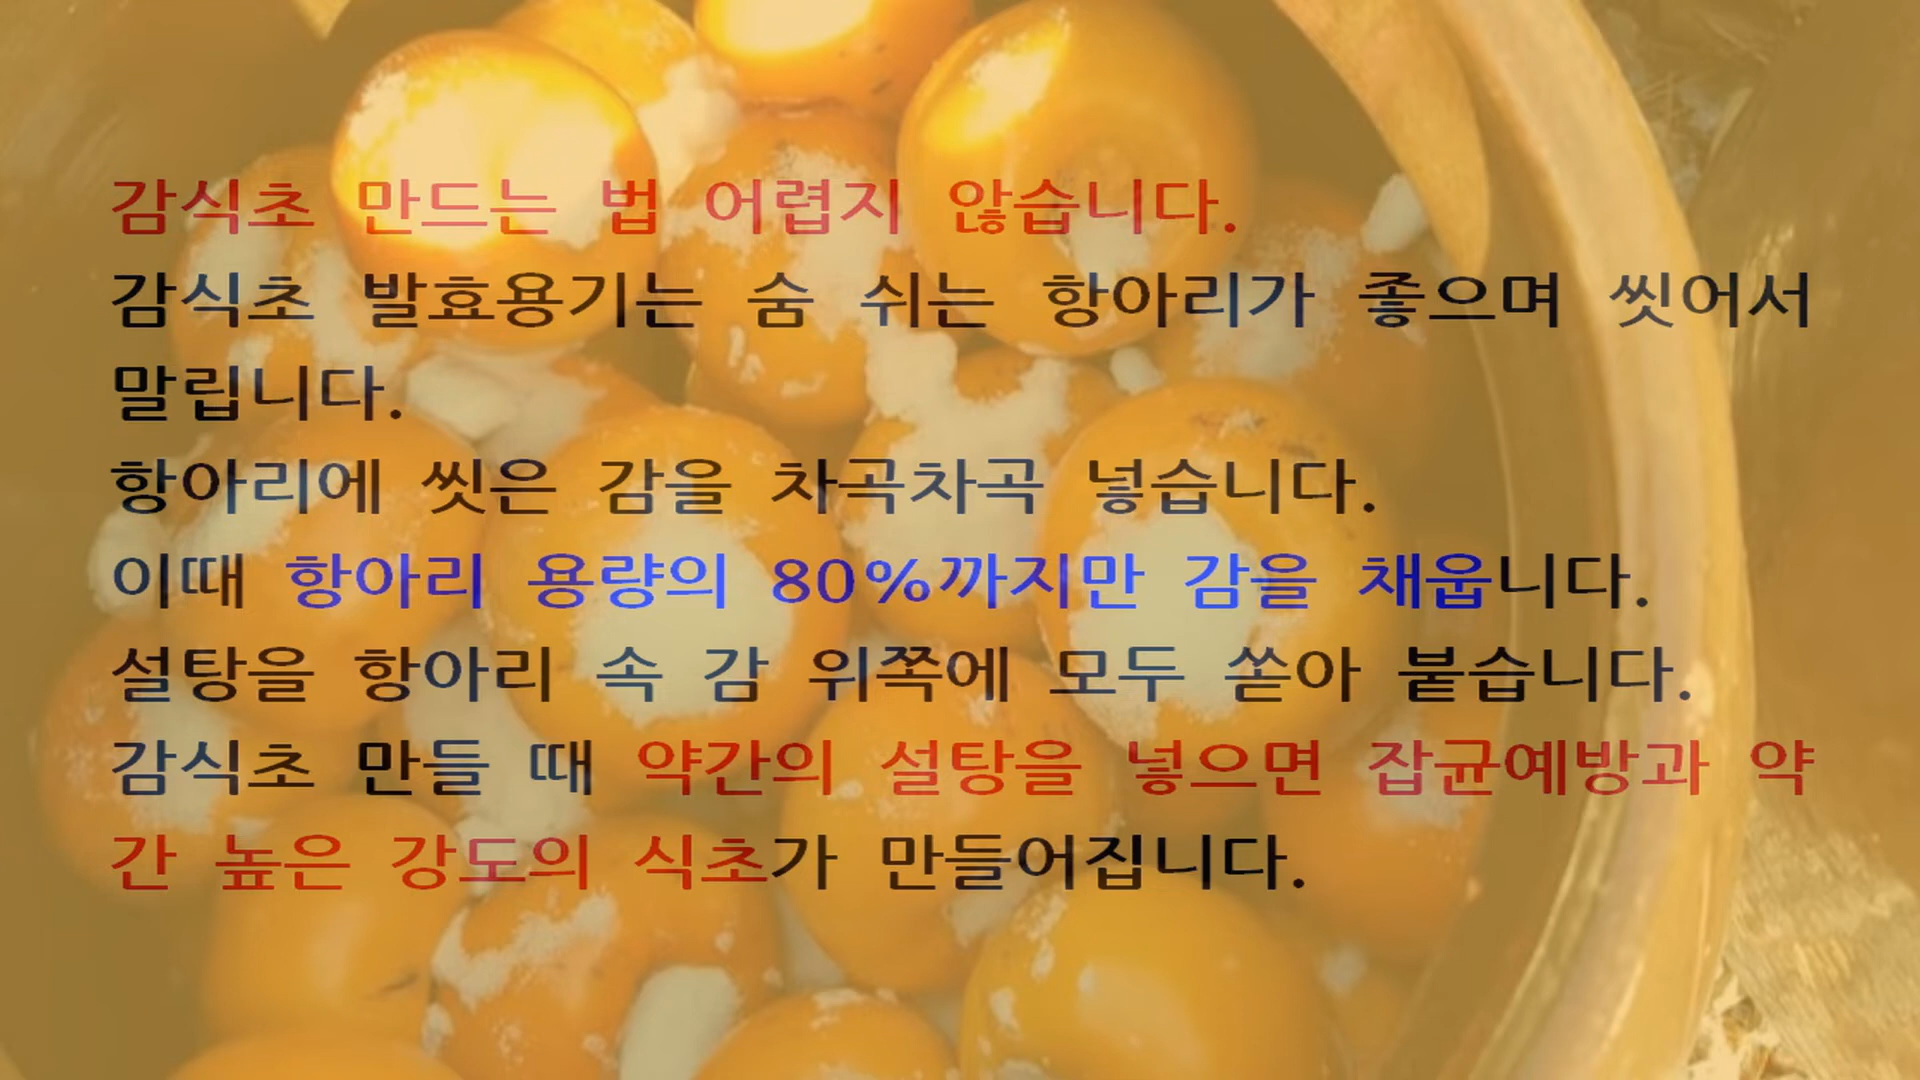 감식초 만드는 법 어렵지 않습니다.
감식초 발효용기는 숨 쉬는 항아리가 좋으며 씻어서
말립니다.
항아리에 씻은 감을 차곡차곡 넣습니다.
이때 항아리 용량의 80%까지만 감을 채웁니다.
설탕을 항아리 속 감 위쪽에 모두 쏟아 붙습니다.
감식초 만들 때 약간의 설탕을 넣으면 잡균예방과 약
간 높은 강도의 식초가 만들어집니다.